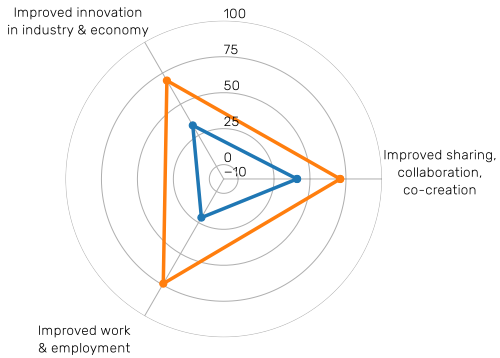 Improved innovation
in industry & economy
100
75
50
25
0
−10
Improved sharing,
collaboration,
co-creation
Improved work
& employment